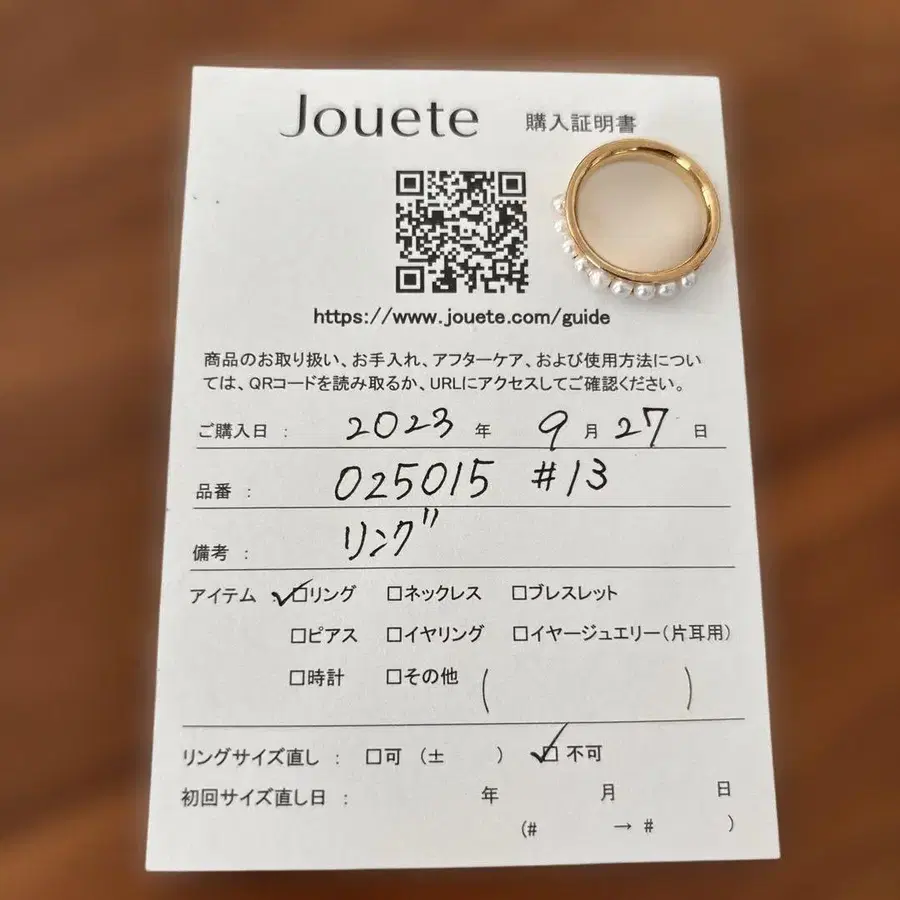 Jouete 購入証明書
https://www.jouete.com/guide
商品のお取り扱い、お手入れ、アフターケア、および使用方法につい
ては、QRコードを読み取るか、URLにアクセスしてご確認ください。
ご購入日 : 2023 年 9 月 27 日
品番 : 025015 #13
備考 : リング
アイテム : ☑リング □ネックレス □ブレスレット
□ピアス □イヤリング □イヤージュエリー(片耳用)
□時計 □その他 ( )
リングサイズ直し : □可 (± ) ☑不可
初回サイズ直し日 : 年 月 日
(# → # )